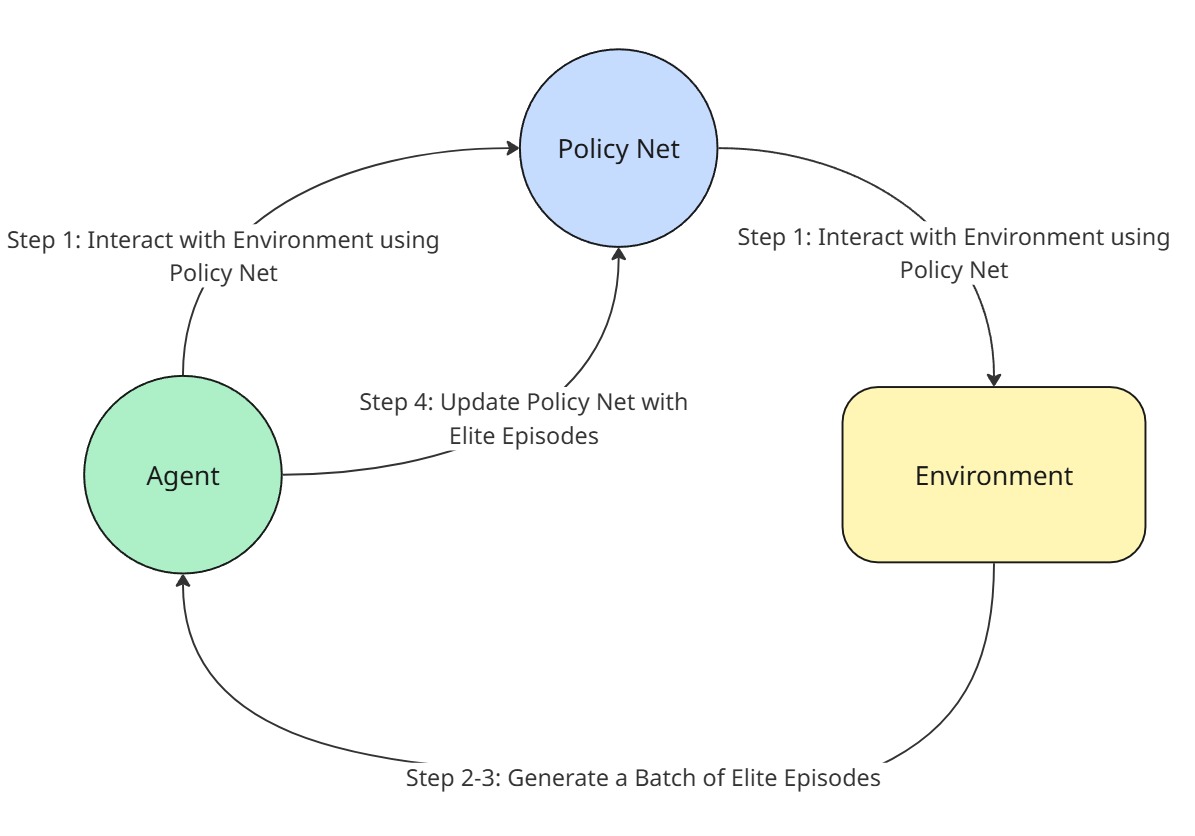 Policy Net
Step 1: Interact with Environment using
Policy Net
Step 1: Interact with Environment using
Policy Net
Step 4: Update Policy Net with
Elite Episodes
Agent
Environment
Step 2-3: Generate a Batch of Elite Episodes